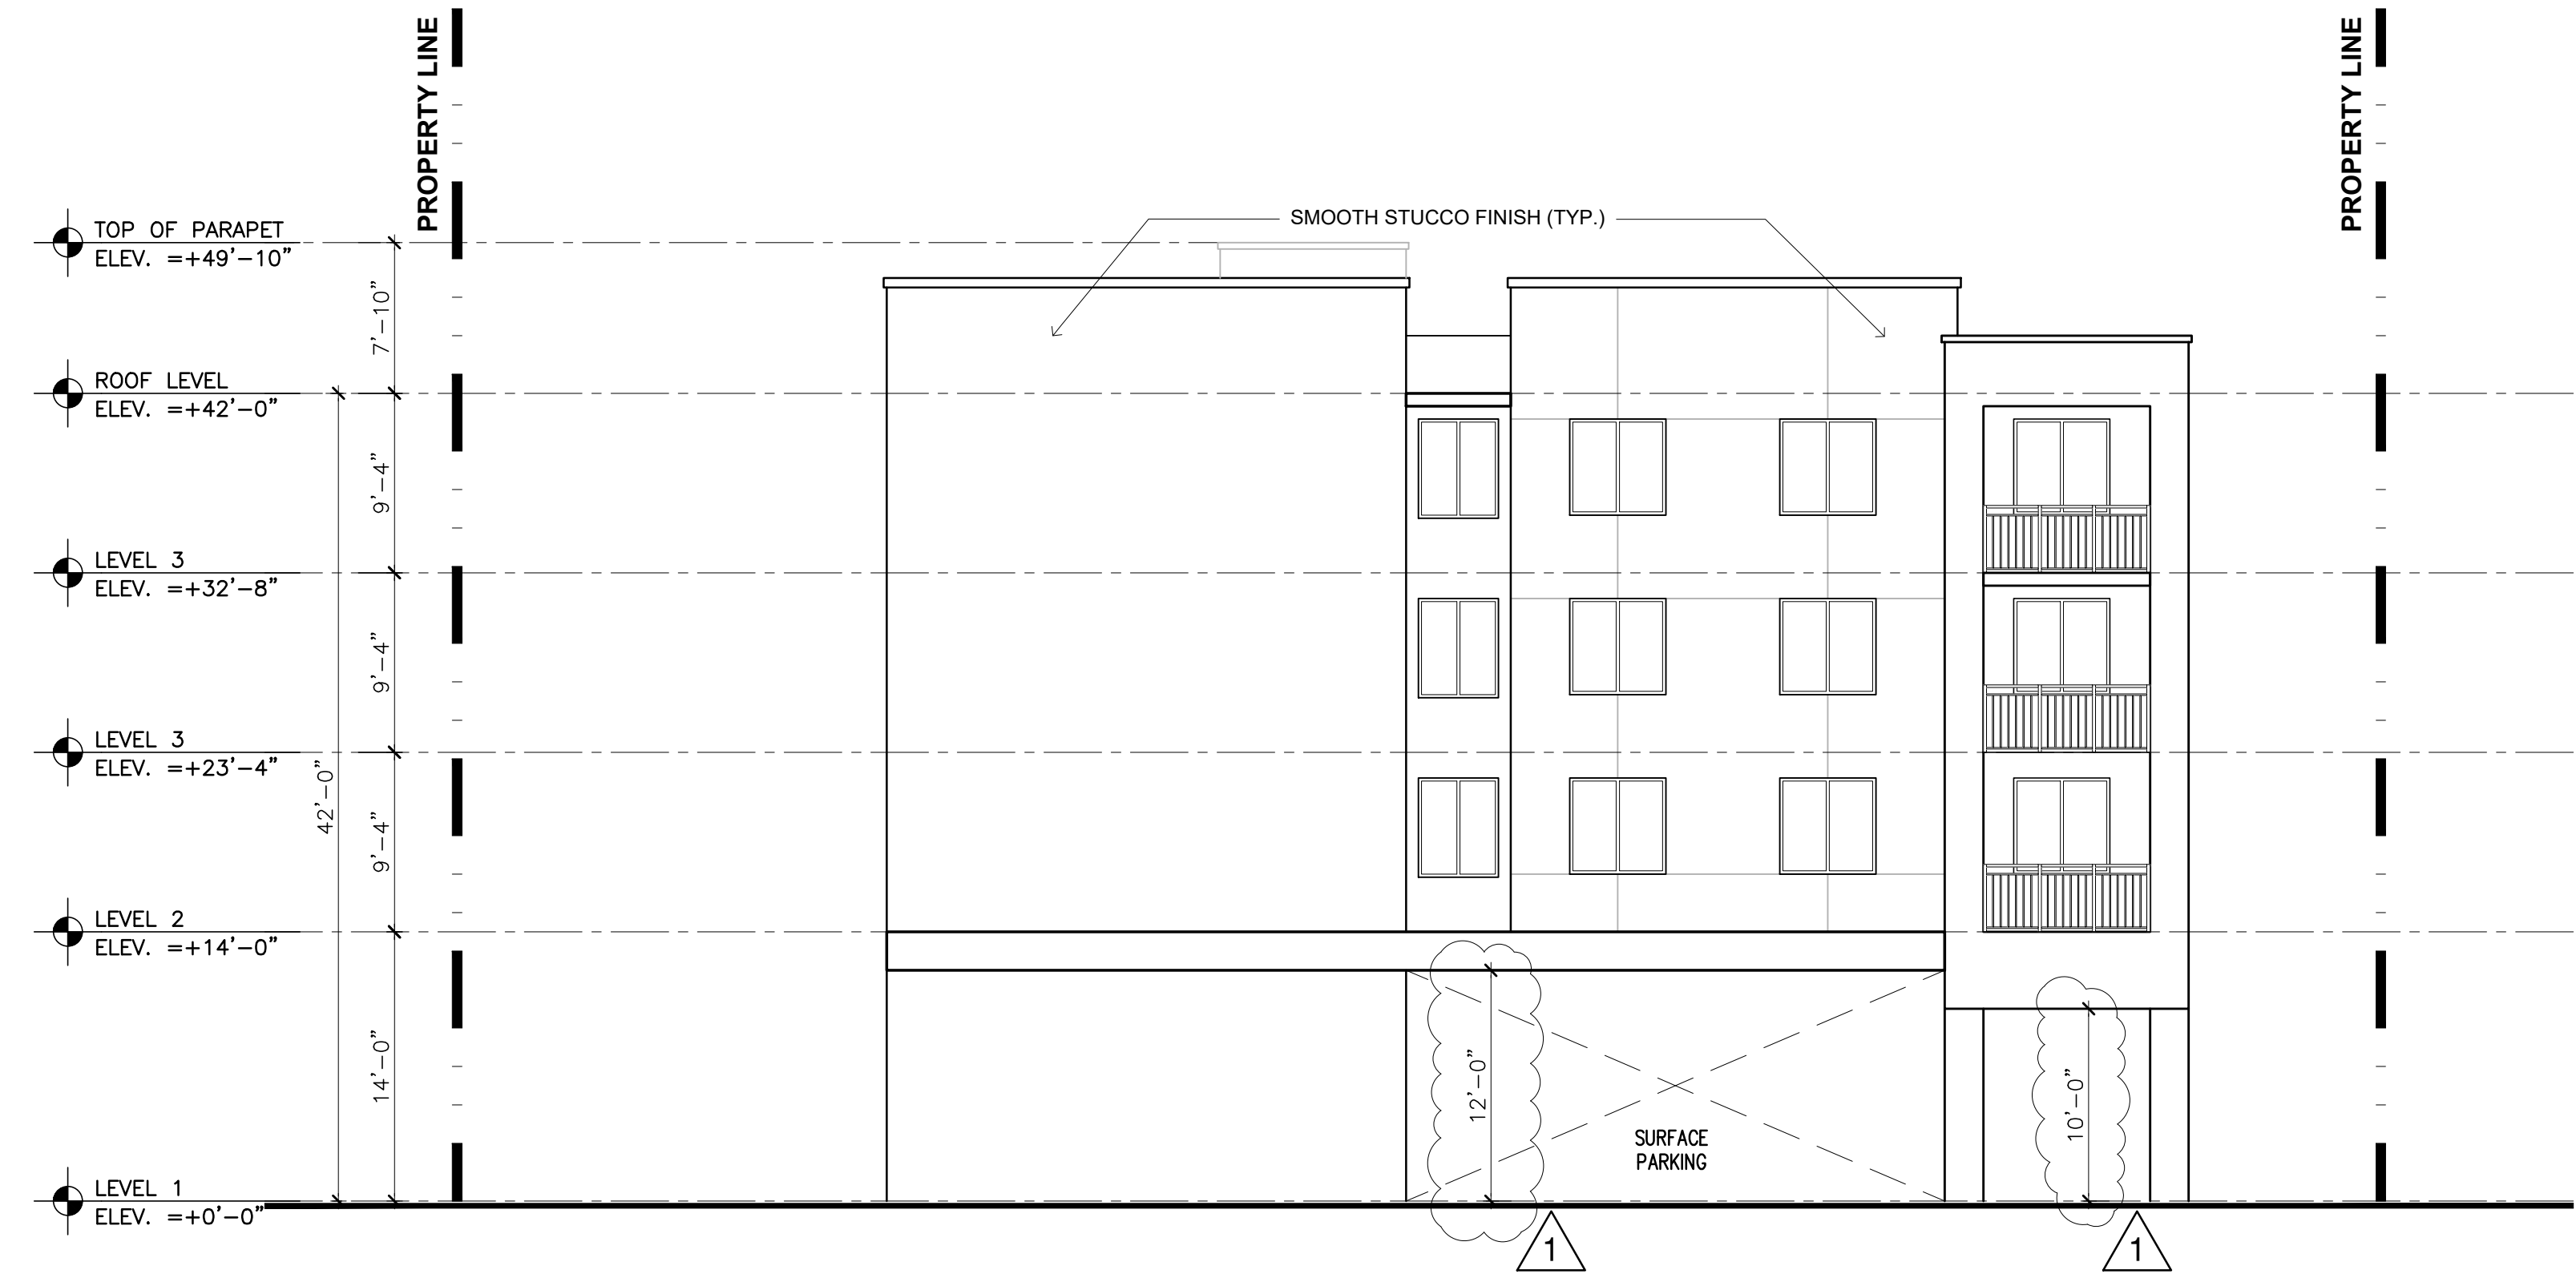 PROPERTY LINE
PROPERTY LINE
SMOOTH STUCCO FINISH (TYP.)
TOP OF PARAPET
ELEV. =+49'-10"
7'-10"
ROOF LEVEL
ELEV. =+42'-0"
9'-4"
LEVEL 3
ELEV. =+32'-8"
9'-4"
LEVEL 3
ELEV. =+23'-4"
42'-0"
9'-4"
LEVEL 2
ELEV. =+14'-0"
14'-0"
12'-0"
10'-0"
SURFACE
PARKING
LEVEL 1
ELEV. =+0'-0"
1
1